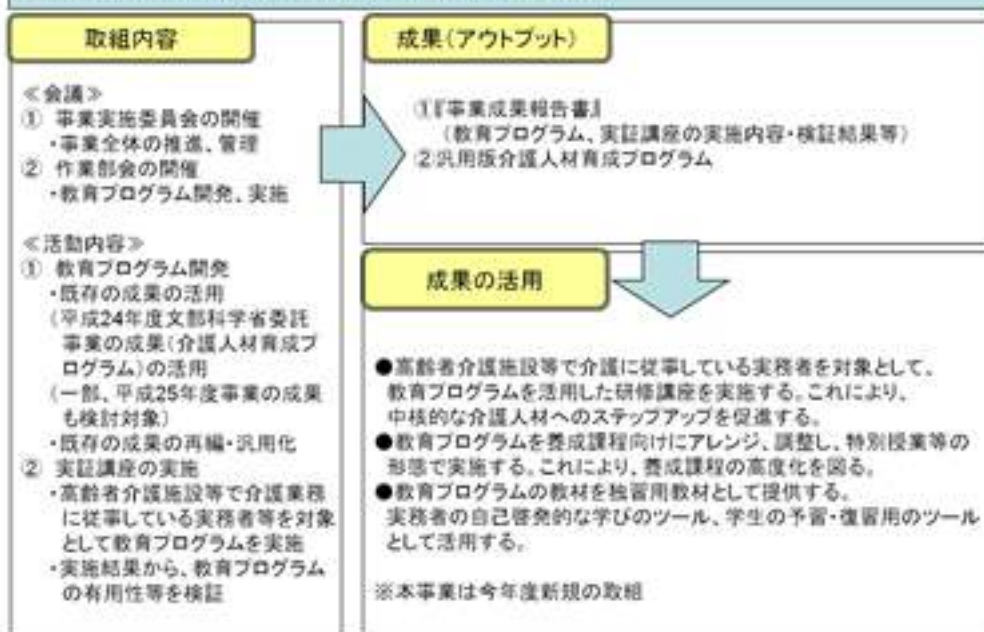 取組内容
≪会議≫
① 事業実施委員会の開催
・事業全体の推進、管理
② 作業部会の開催
・教育プログラム開発、実施
≪活動内容≫
① 教育プログラム開発
・既存の成果の活用
(平成24年度文部科学省委託
事業の成果(介護人材育成プ
ログラム)の活用
(一部、平成25年度事業の成果
も検討対象)
・既存の成果の再編・汎用化
② 実証講座の実施
・高齢者介護施設等で介護業務
に従事している実務者等を対象
として教育プログラムを実施
・実施結果から、教育プログラム
の有用性等を検証
成果(アウトプット)
①『事業成果報告書』
(教育プログラム、実証講座の実施内容・検証結果等)
②汎用版介護人材育成プログラム
成果の活用
●高齢者介護施設等で介護に従事している実務者を対象として、
教育プログラムを活用した研修講座を実施する。これにより、
中核的な介護人材へのステップアップを促進する。
●教育プログラムを養成課程向けにアレンジ、調整し、特別授業等の
形態で実施する。これにより、養成課程の高度化を図る。
●教育プログラムの教材を独習用教材として提供する。
実務者の自己啓発的な学びのツール、学生の予習・復習用のツール
として活用する。
※本事業は今年度新規の取組